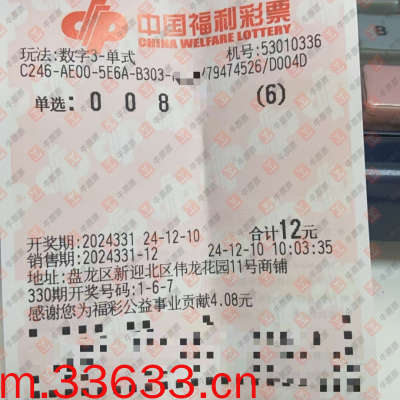 中国福利彩票
CHINA WELFARE LOTTERY
玩法:数字3-单式 机号:53010336
C246-AE00-5E6A-B303- 79474526/D004D
单选: 0 0 8 (6)
合计12元
开奖期:2024331 24-12-10
销售期:2024331-12 24-12-10 10:03:35
地址:盘龙区新迎北区伟龙花园11号商铺
330期开奖号码:1-6-7
感谢您为福彩公益事业贡献4.08元
m.33633.cn